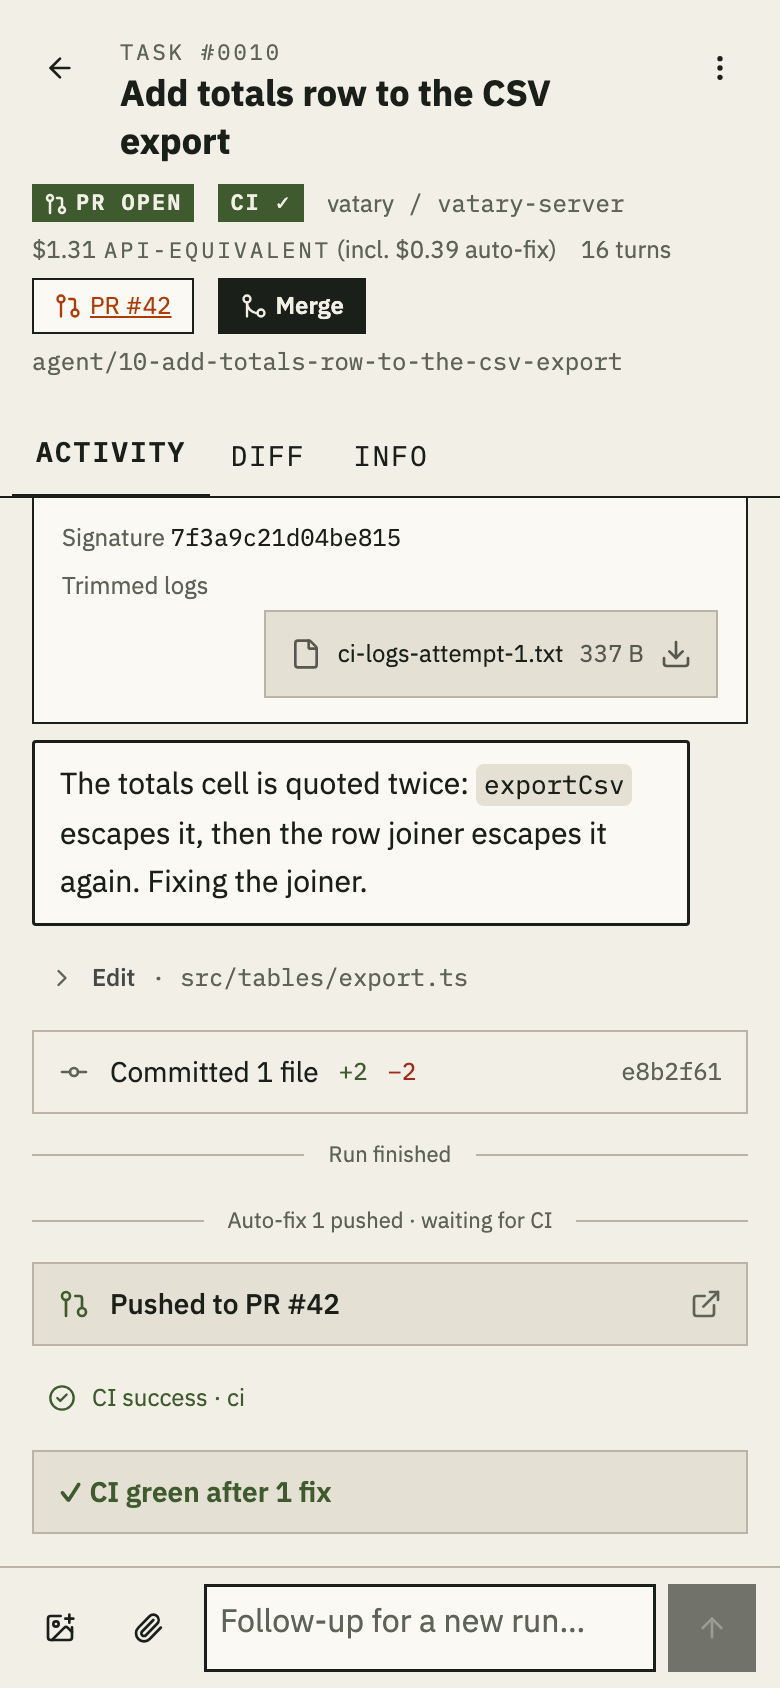 TASK #0010
Add totals row to the CSV
export
PR OPEN CI ✓ vatary / vatary-server
$1.31 API-EQUIVALENT (incl. $0.39 auto-fix) 16 turns
PR #42 Merge
agent/10-add-totals-row-to-the-csv-export
ACTIVITY DIFF INFO
Signature 7f3a9c21d04be815
Trimmed logs
ci-logs-attempt-1.txt 337 B
The totals cell is quoted twice: exportCsv
escapes it, then the row joiner escapes it
again. Fixing the joiner.
Edit · src/tables/export.ts
Committed 1 file +2 −2 e8b2f61
Run finished
Auto-fix 1 pushed · waiting for CI
Pushed to PR #42
CI success · ci
✓ CI green after 1 fix
Follow-up for a new run...